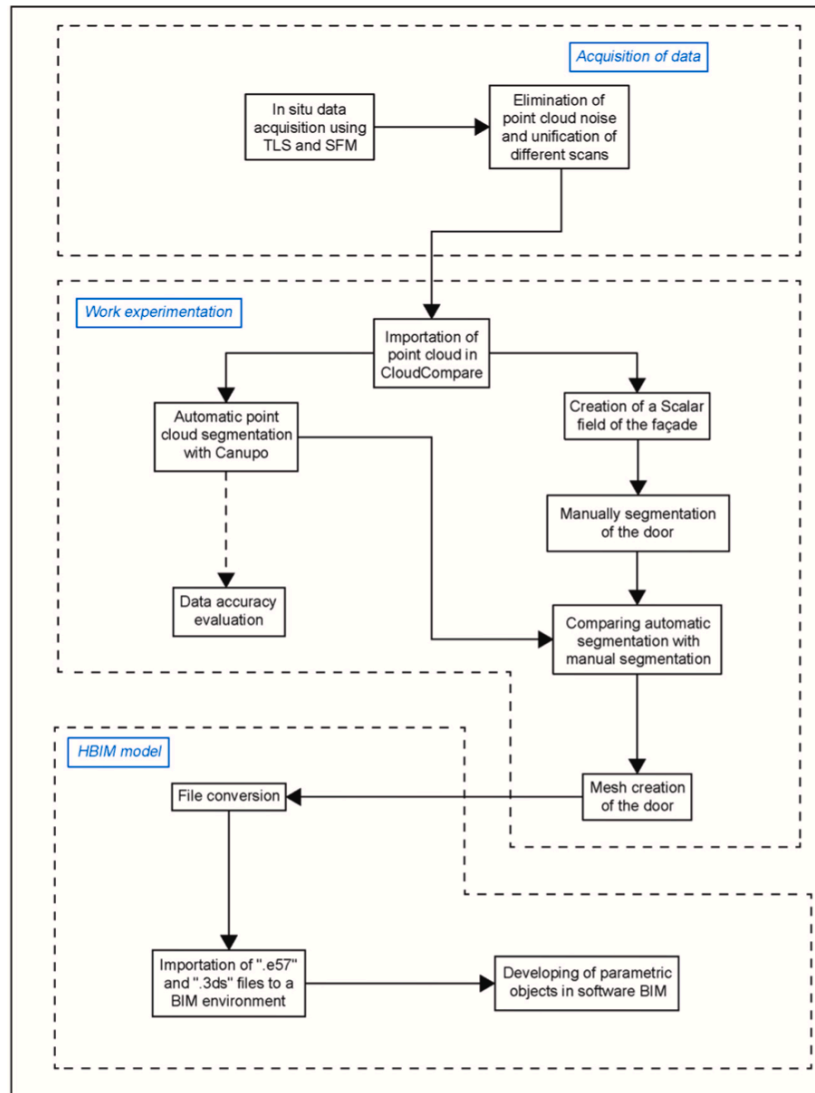 Acquisition of data
In situ data
acquisition using
TLS and SFM
Elimination of
point cloud noise
and unification of
different scans
Work experimentation
Importation of
point cloud in
CloudCompare
Automatic point
cloud segmentation
with Canupo
Creation of a Scalar
field of the façade
Manually segmentation
of the door
Data accuracy
evaluation
Comparing automatic
segmentation with
manual segmentation
HBIM model
File conversion
Mesh creation
of the door
Importation of ".e57"
and ".3ds" files to a
BIM environment
Developing of parametric
objects in software BIM